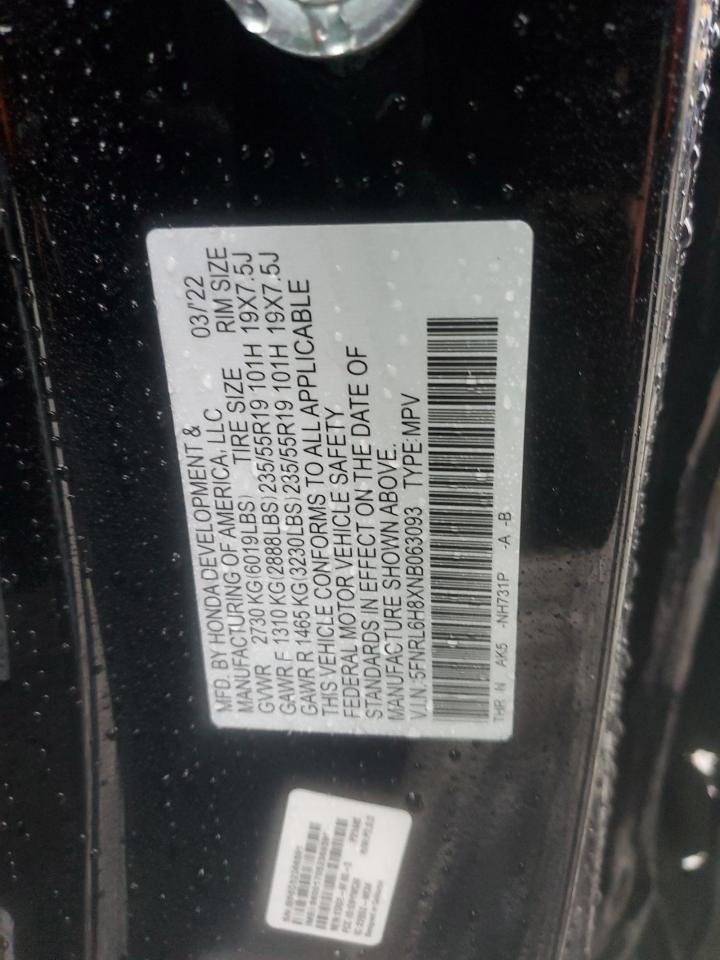 MFD. BY HONDA DEVELOPMENT &
MANUFACTURING OF AMERICA, LLC 03/'22
GVWR 2730 KG(6019LBS) TIRE SIZE RIM SIZE
GAWR F 1310 KG(2888LBS) 235/55R19 101H 19X7.5J
GAWR R 1465 KG(3230LBS) 235/55R19 101H 19X7.5J
THIS VEHICLE CONFORMS TO ALL APPLICABLE
FEDERAL MOTOR VEHICLE SAFETY
STANDARDS IN EFFECT ON THE DATE OF
MANUFACTURE SHOWN ABOVE.
V.I.N: 5FNRL6H8XNB063093 TYPE:MPV
THR N AK5 -NH731P -A -B